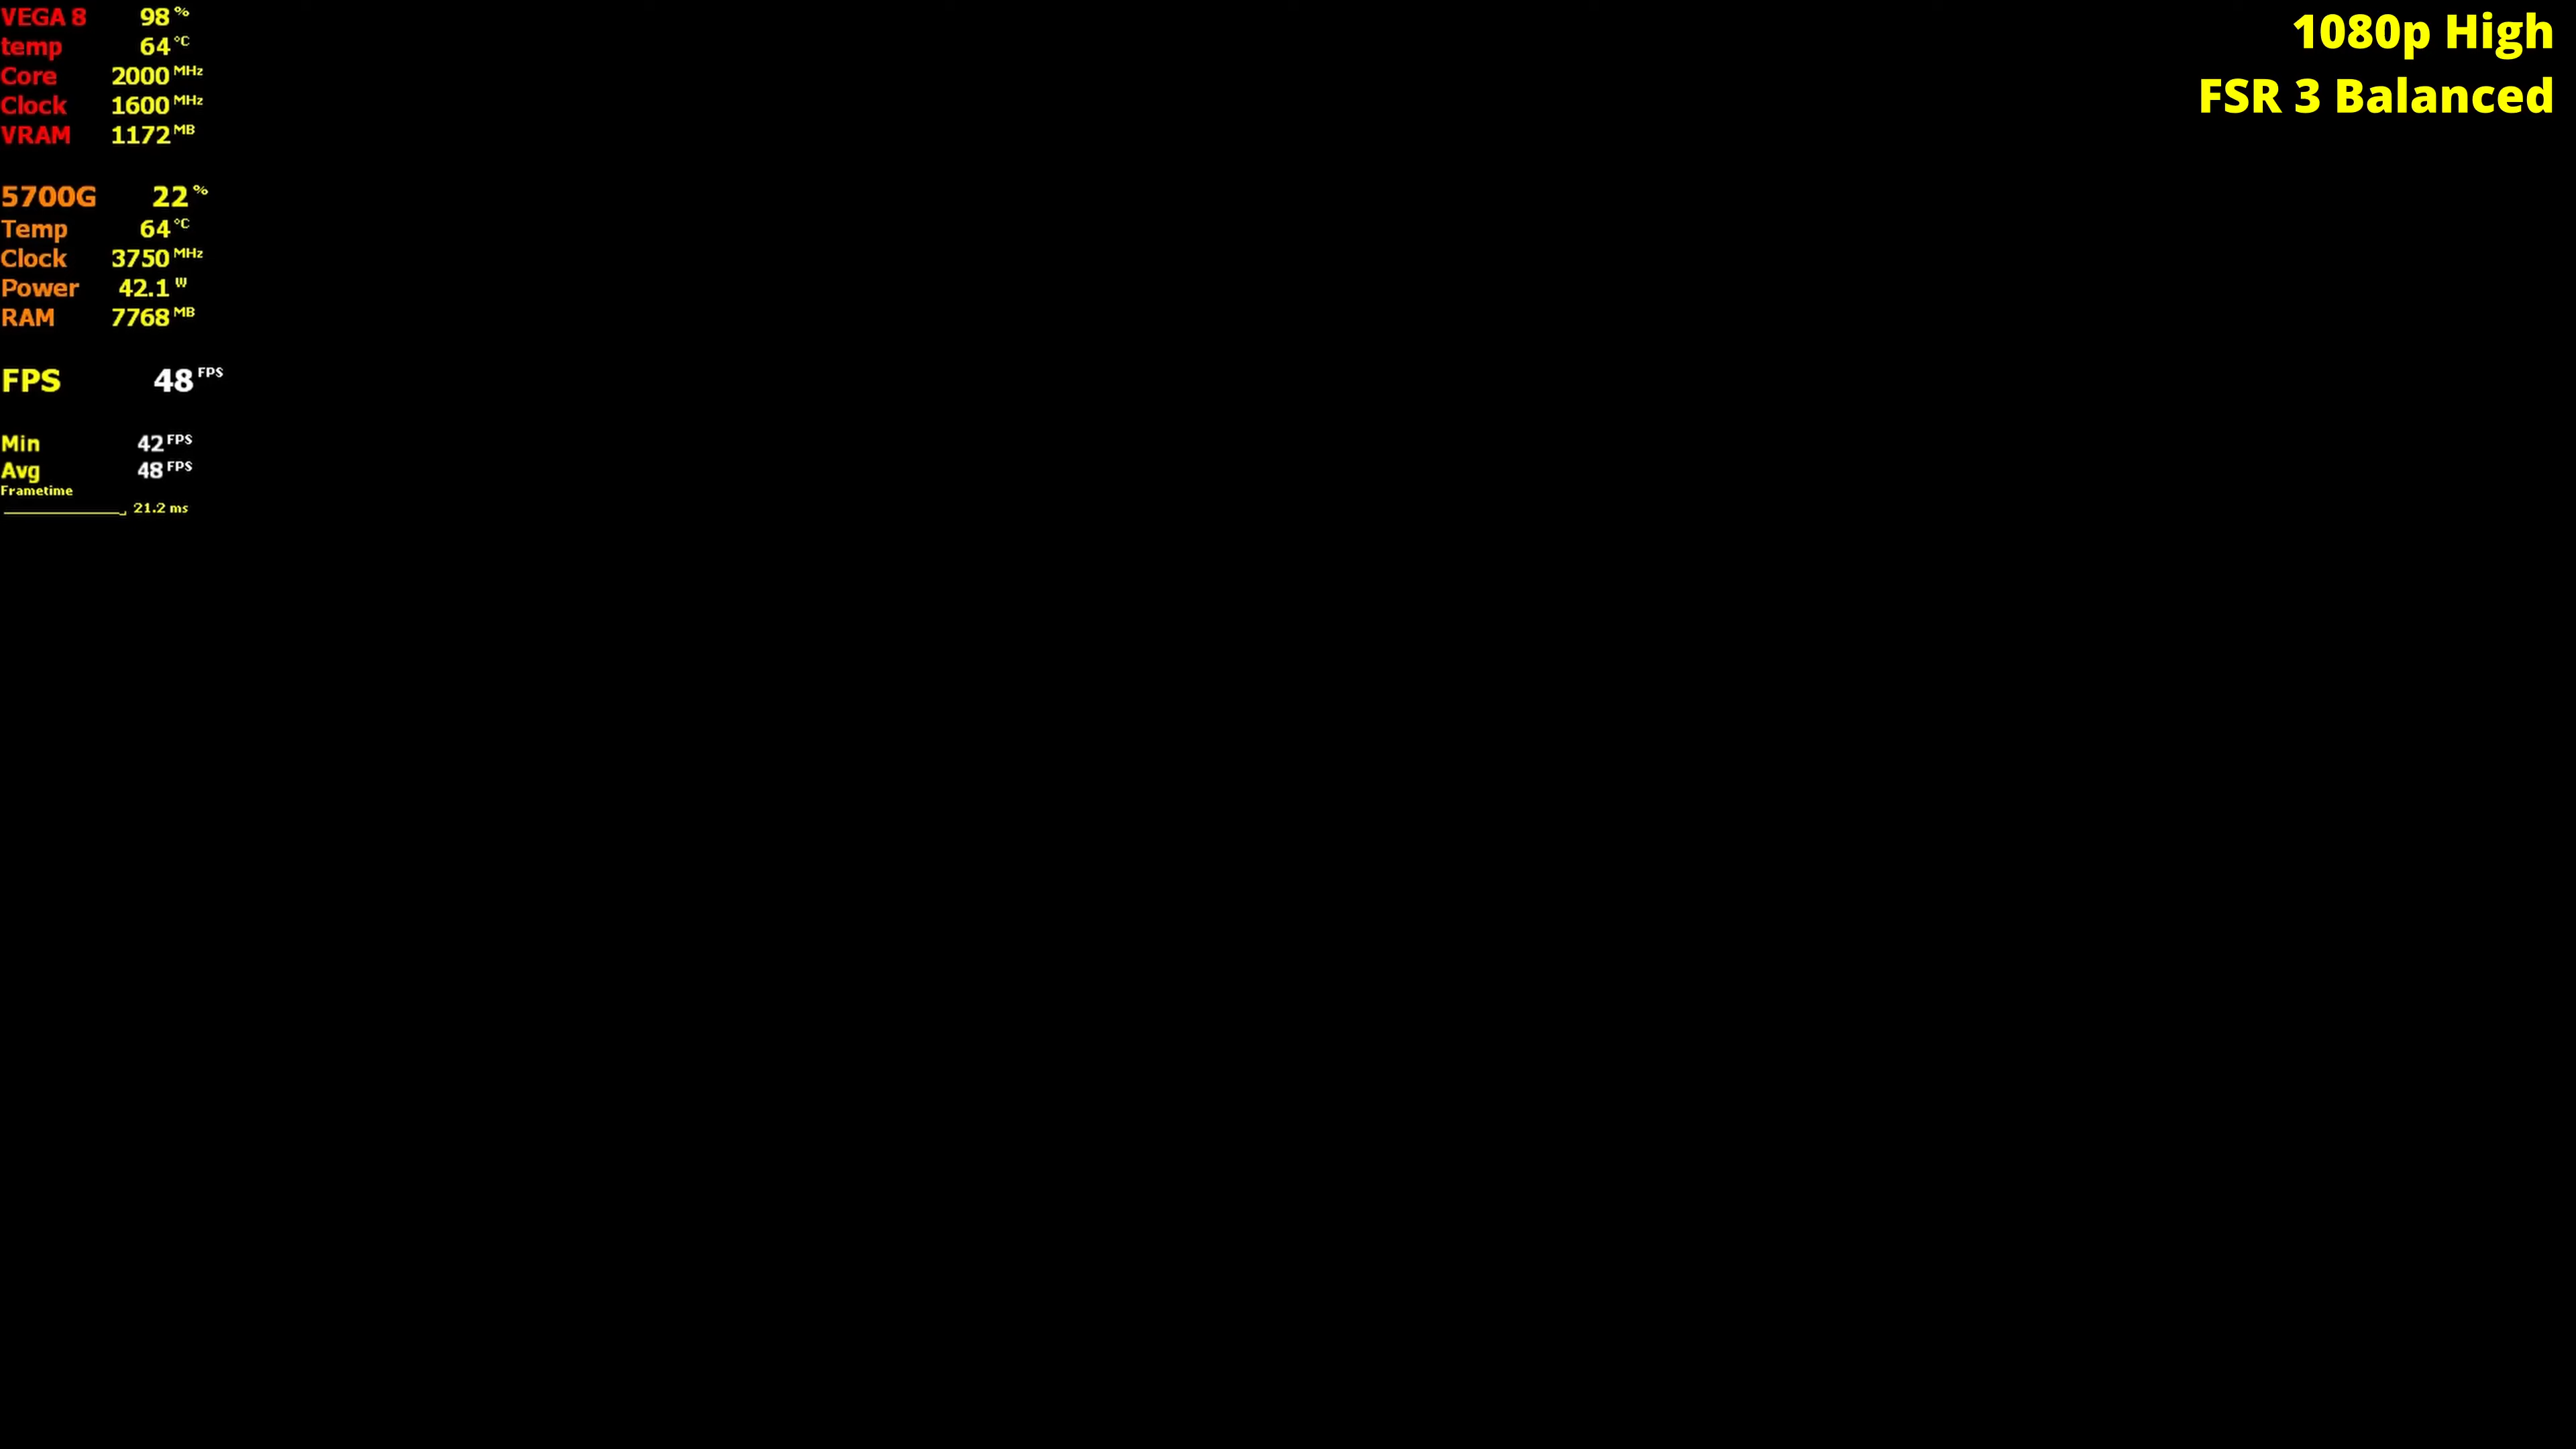 VEGA 8 98 %
temp 64 °C
Core 2000 MHz
Clock 1600 MHz
VRAM 1172 MB
5700G 22 %
Temp 64 °C
Clock 3750 MHz
Power 42.1 W
RAM 7768 MB
FPS 48 FPS
Min 42 FPS
Avg 48 FPS
Frametime
21.2 ms
1080p High
FSR 3 Balanced